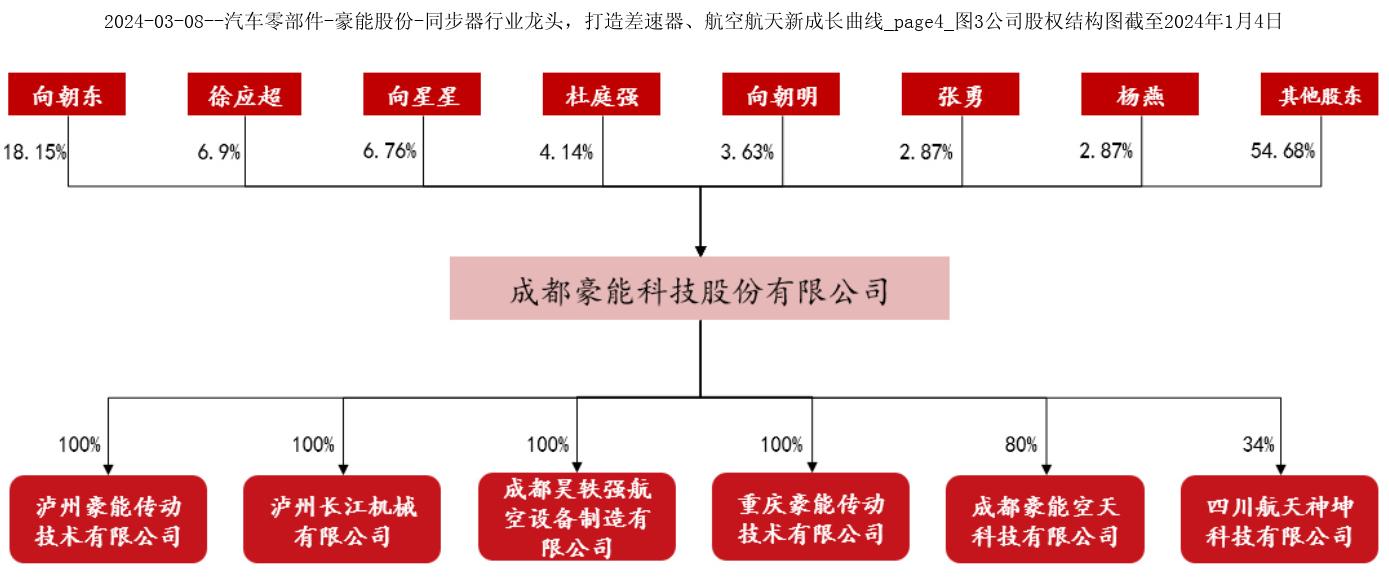 2024-03-08--汽车零部件-豪能股份-同步器行业龙头，打造差速器、航空航天新成长曲线_page4_图3公司股权结构图截至2024年1月4日
向朝东 徐应超 向星星 杜庭强 向朝明 张勇 杨燕 其他股东
18.15% 6.9% 6.76% 4.14% 3.63% 2.87% 2.87% 54.68%
成都豪能科技股份有限公司
100% 100% 100% 100% 80% 34%
泸州豪能传动
技术有限公司
泸州长江机械
有限公司
成都昊轶强航
空设备制造有
限公司
重庆豪能传动
技术有限公司
成都豪能空天
科技有限公司
四川航天神坤
科技有限公司